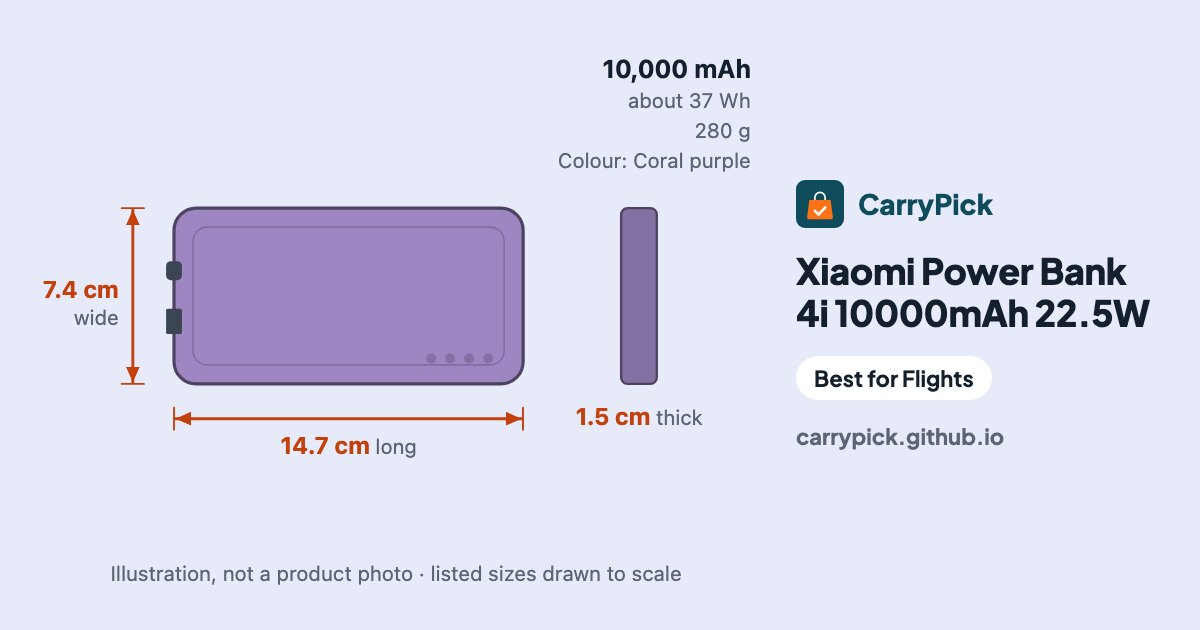 10,000 mAh
about 37 Wh
280 g
Colour: Coral purple
7.4 cm
wide
14.7 cm long
1.5 cm thick
CarryPick
Xiaomi Power Bank
4i 10000mAh 22.5W
Best for Flights
carrypick.github.io
Illustration, not a product photo · listed sizes drawn to scale